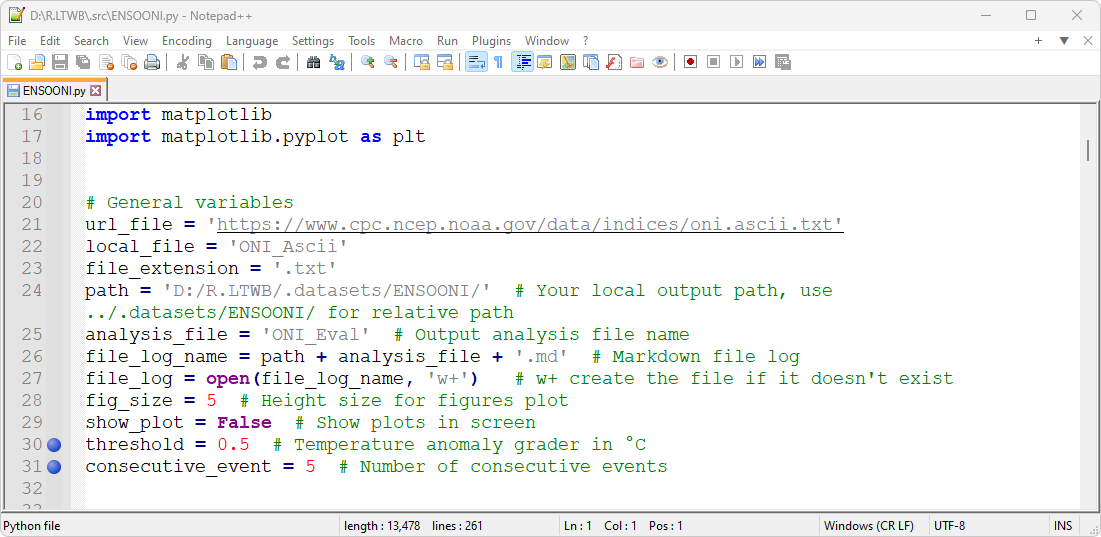 D:\R.LTWB\.src\ENSOONI.py - Notepad++
File Edit Search View Encoding Language Settings Tools Macro Run Plugins Window ?
ENSOONI.py
16 import matplotlib
17 import matplotlib.pyplot as plt
18
19
20 # General variables
21 url_file = 'https://www.cpc.ncep.noaa.gov/data/indices/oni.ascii.txt'
22 local_file = 'ONI_Ascii'
23 file_extension = '.txt'
24 path = 'D:/R.LTWB/.datasets/ENSOONI/'  # Your local output path, use
../.datasets/ENSOONI/ for relative path
25 analysis_file = 'ONI_Eval'  # Output analysis file name
26 file_log_name = path + analysis_file + '.md'  # Markdown file log
27 file_log = open(file_log_name, 'w+')   # w+ create the file if it doesn't exist
28 fig_size = 5  # Height size for figures plot
29 show_plot = False  # Show plots in screen
30 threshold = 0.5  # Temperature anomaly grader in °C
31 consecutive_event = 5  # Number of consecutive events
32
Python file length : 13,478 lines : 261 Ln : 1 Col : 1 Pos : 1 Windows (CR LF) UTF-8 INS